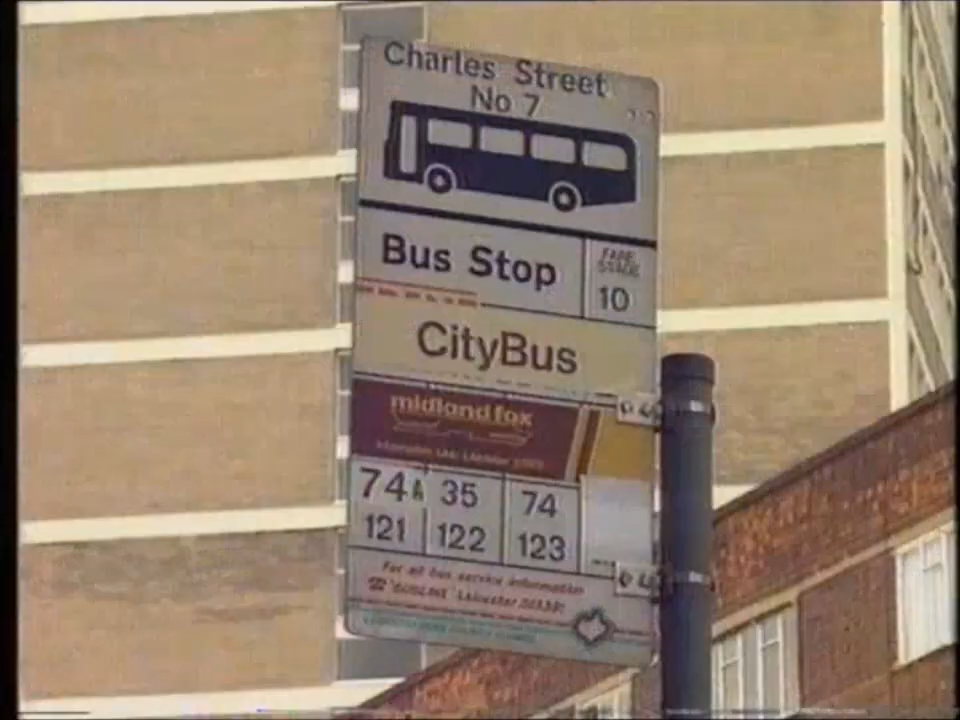 Charles Street
No 7
Bus Stop
FARE
STAGE
10
CityBus
midland fox
74A 35 74
121 122 123
For all bus service information
"BUSLINE" Leicester